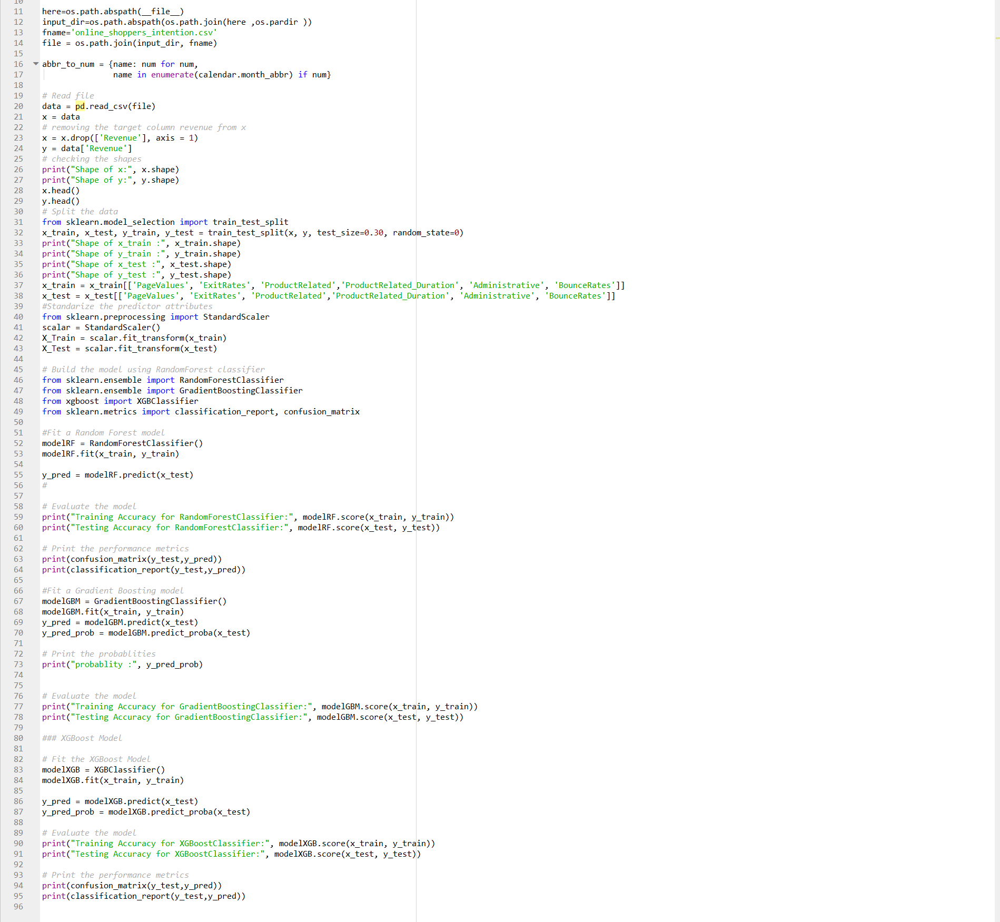 10
11 here=os.path.abspath(__file__)
12 input_dir=os.path.abspath(os.path.join(here ,os.pardir ))
13 fname='online_shoppers_intention.csv'
14 file = os.path.join(input_dir, fname)
15
16 abbr_to_num = {name: num for num,
17                name in enumerate(calendar.month_abbr) if num}
18
19 # Read file
20 data = pd.read_csv(file)
21 x = data
22 # removing the target column revenue from x
23 x = x.drop(['Revenue'], axis = 1)
24 y = data['Revenue']
25 # checking the shapes
26 print("Shape of x:", x.shape)
27 print("Shape of y:", y.shape)
28 x.head()
29 y.head()
30 # Split the data
31 from sklearn.model_selection import train_test_split
32 x_train, x_test, y_train, y_test = train_test_split(x, y, test_size=0.30, random_state=0)
33 print("Shape of x_train :", x_train.shape)
34 print("Shape of y_train :", y_train.shape)
35 print("Shape of x_test :", x_test.shape)
36 print("Shape of y_test :", y_test.shape)
37 x_train = x_train[['PageValues', 'ExitRates', 'ProductRelated','ProductRelated_Duration', 'Administrative', 'BounceRates']]
38 x_test = x_test[['PageValues', 'ExitRates', 'ProductRelated','ProductRelated_Duration', 'Administrative', 'BounceRates']]
39 #Standarize the predictor attributes
40 from sklearn.preprocessing import StandardScaler
41 scalar = StandardScaler()
42 X_Train = scalar.fit_transform(x_train)
43 X_Test = scalar.fit_transform(x_test)
44
45 # Build the model using RandomForest classifier
46 from sklearn.ensemble import RandomForestClassifier
47 from sklearn.ensemble import GradientBoostingClassifier
48 from xgboost import XGBClassifier
49 from sklearn.metrics import classification_report, confusion_matrix
50
51 #Fit a Random Forest model
52 modelRF = RandomForestClassifier()
53 modelRF.fit(x_train, y_train)
54
55 y_pred = modelRF.predict(x_test)
56 #
57
58 # Evaluate the model
59 print("Training Accuracy for RandomForestClassifier:", modelRF.score(x_train, y_train))
60 print("Testing Accuracy for RandomForestClassifier:", modelRF.score(x_test, y_test))
61
62 # Print the performance metrics
63 print(confusion_matrix(y_test,y_pred))
64 print(classification_report(y_test,y_pred))
65
66 #Fit a Gradient Boosting model
67 modelGBM = GradientBoostingClassifier()
68 modelGBM.fit(x_train, y_train)
69 y_pred = modelGBM.predict(x_test)
70 y_pred_prob = modelGBM.predict_proba(x_test)
71
72 # Print the probablities
73 print("probablity :", y_pred_prob)
74
75
76 # Evaluate the model
77 print("Training Accuracy for GradientBoostingClassifier:", modelGBM.score(x_train, y_train))
78 print("Testing Accuracy for GradientBoostingClassifier:", modelGBM.score(x_test, y_test))
79
80 ### XGBoost Model
81
82 # Fit the XGBoost Model
83 modelXGB = XGBClassifier()
84 modelXGB.fit(x_train, y_train)
85
86 y_pred = modelXGB.predict(x_test)
87 y_pred_prob = modelXGB.predict_proba(x_test)
88
89 # Evaluate the model
90 print("Training Accuracy for XGBoostClassifier:", modelXGB.score(x_train, y_train))
91 print("Testing Accuracy for XGBoostClassifier:", modelXGB.score(x_test, y_test))
92
93 # Print the performance metrics
94 print(confusion_matrix(y_test,y_pred))
95 print(classification_report(y_test,y_pred))
96